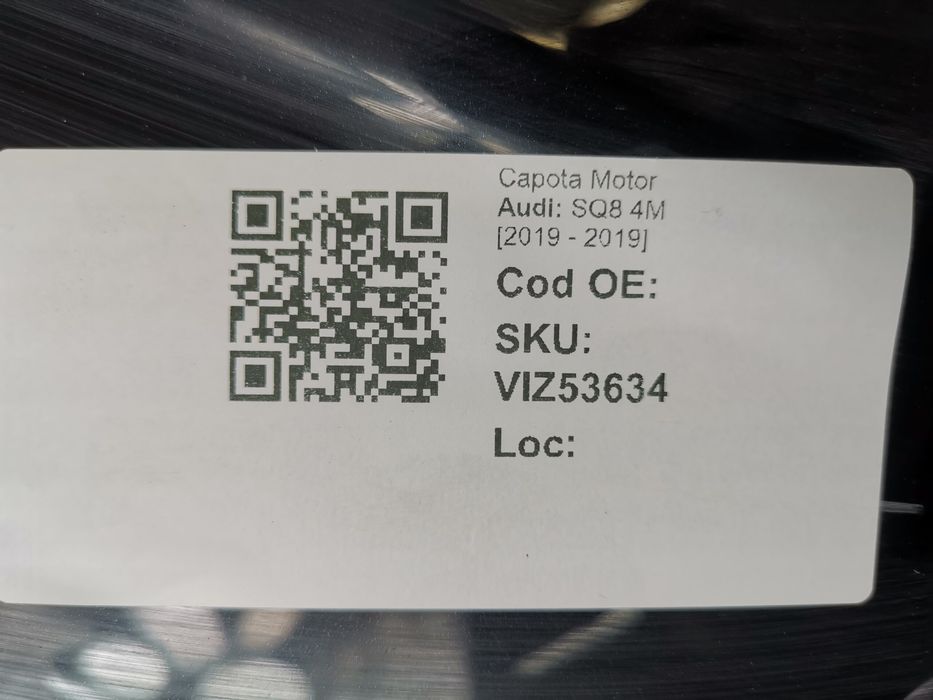 Capota Motor
Audi: SQ8 4M
[2019 - 2019]
Cod OE:
SKU:
VIZ53634
Loc: